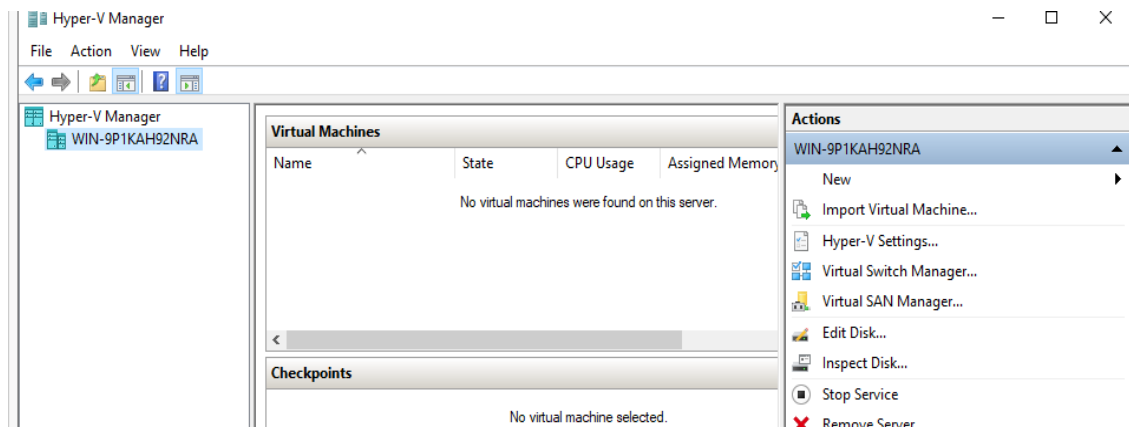 Hyper-V Manager
File Action View Help
Hyper-V Manager
WIN-9P1KAH92NRA
Virtual Machines
Name State CPU Usage Assigned Memory
No virtual machines were found on this server.
Checkpoints
No virtual machine selected.
Actions
WIN-9P1KAH92NRA
New
Import Virtual Machine...
Hyper-V Settings...
Virtual Switch Manager...
Virtual SAN Manager...
Edit Disk...
Inspect Disk...
Stop Service
Remove Server